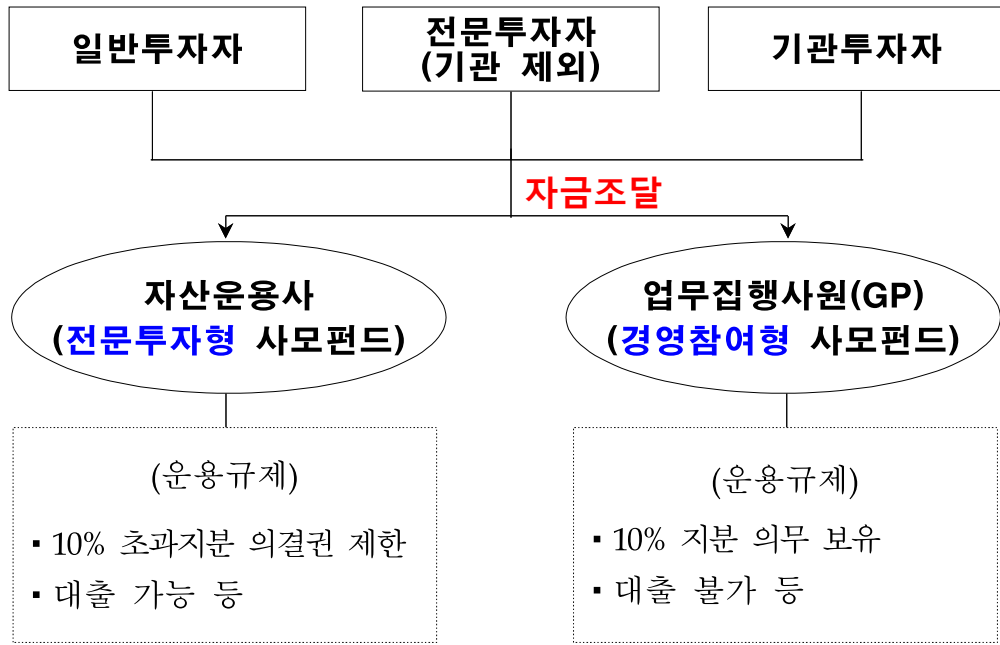 일반투자자
전문투자자
(기관 제외)
기관투자자
자금조달
자산운용사
(전문투자형 사모펀드)
업무집행사원(GP)
(경영참여형 사모펀드)
(운용규제)
▪ 10% 초과지분 의결권 제한
▪ 대출 가능 등
(운용규제)
▪ 10% 지분 의무 보유
▪ 대출 불가 등